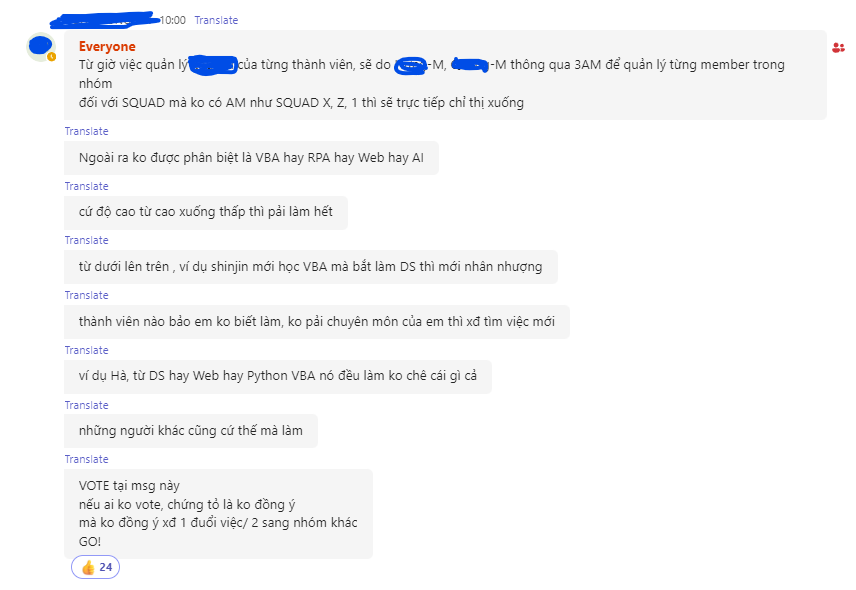 10:00 Translate
Everyone
Từ giờ việc quản lý của từng thành viên, sẽ do -M, -M thông qua 3AM để quản lý từng member trong
nhóm
đối với SQUAD mà ko có AM như SQUAD X, Z, 1 thì sẽ trực tiếp chỉ thị xuống
Translate
Ngoài ra ko được phân biệt là VBA hay RPA hay Web hay AI
Translate
cứ độ cao từ cao xuống thấp thì pải làm hết
Translate
từ dưới lên trên , ví dụ shinjin mới học VBA mà bắt làm DS thì mới nhân nhượng
Translate
thành viên nào bảo em ko biết làm, ko pải chuyên môn của em thì xđ tìm việc mới
Translate
ví dụ Hà, từ DS hay Web hay Python VBA nó đều làm ko chê cái gì cả
Translate
những người khác cũng cứ thế mà làm
Translate
VOTE tại msg này
nếu ai ko vote, chứng tỏ là ko đồng ý
mà ko đồng ý xđ 1 đuổi việc/ 2 sang nhóm khác
GO!
24